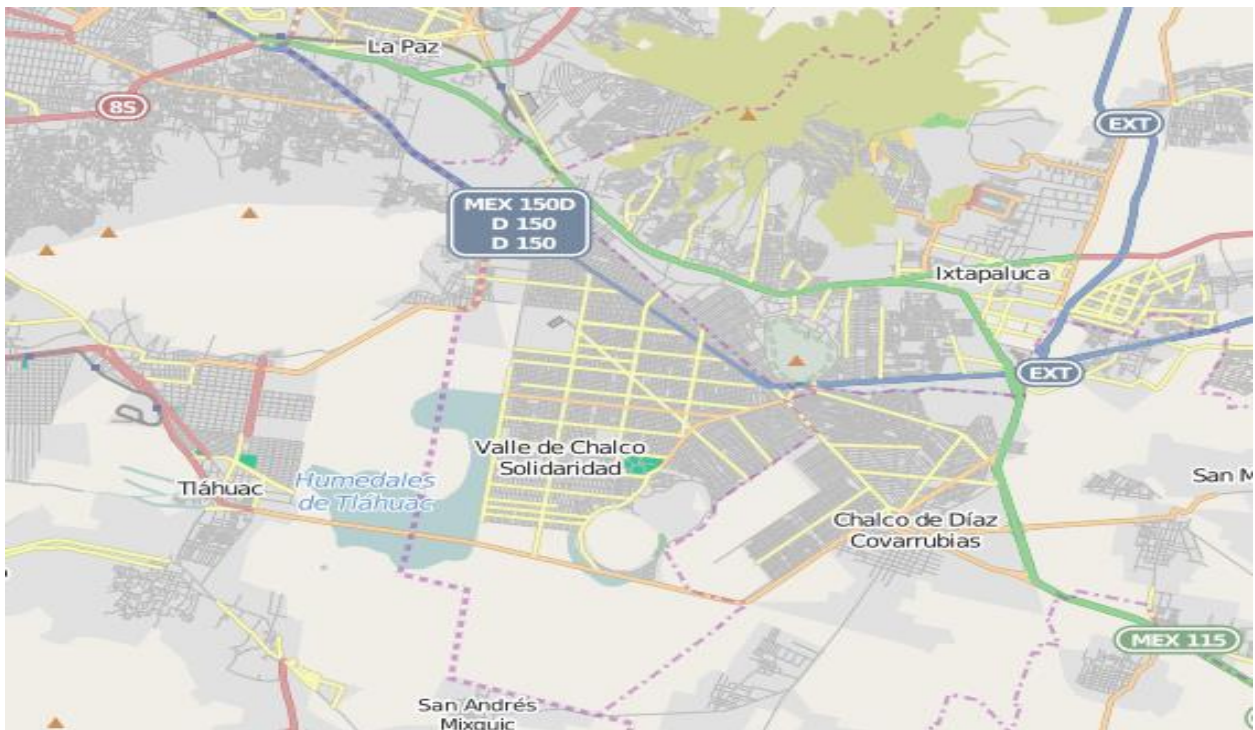 La Paz
8S
EXT
MEX 150D
D 150
D 150
Ixtapaluca
EXT
Valle de Chalco
Solidaridad
Humedales
de Tláhuac
Tláhuac
San M
Chalco de Díaz
Covarrubias
MEX 115
San Andrés
Mixquic